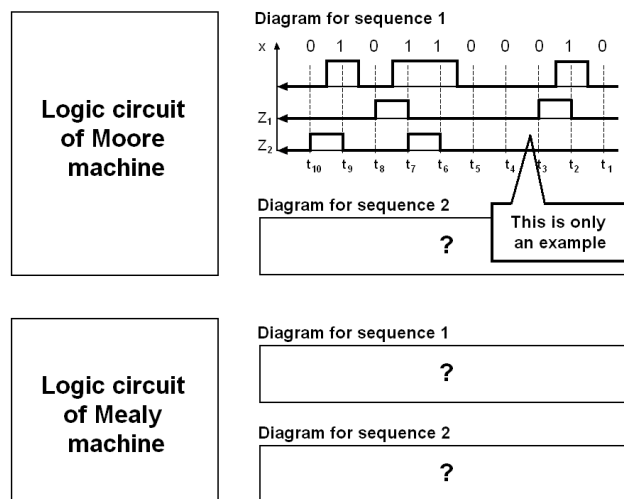 Logic circuit
of Moore
machine
Diagram for sequence 1
x 0 1 0 1 1 0 0 0 1 0
Z1
Z2
t10 t9 t8 t7 t6 t5 t4 t3 t2 t1
This is only
an example
Diagram for sequence 2
?
Logic circuit
of Mealy
machine
Diagram for sequence 1
?
Diagram for sequence 2
?